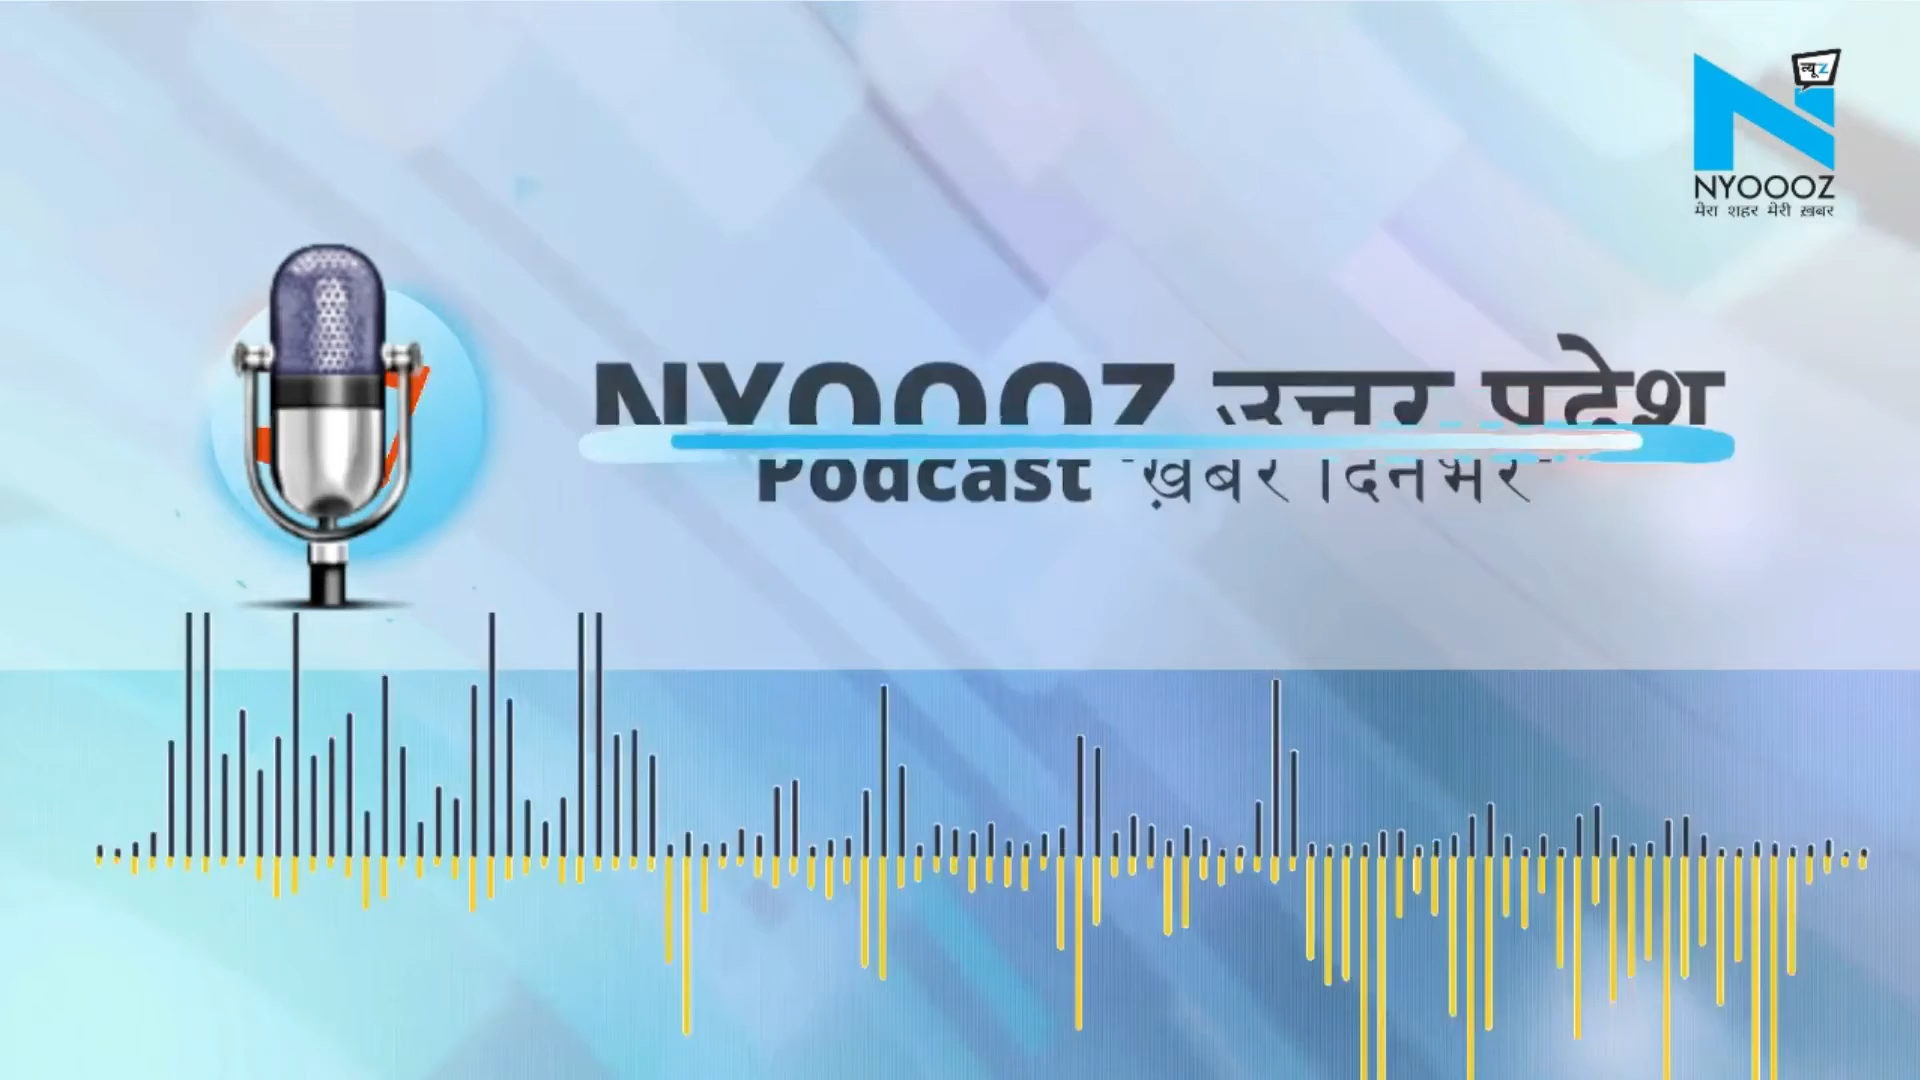 न्यूz
NYOOOZ
मेरा शहर मेरी ख़बर
NYOOOZ उत्तर प्रदेश
Podcast ख़बर दिनभर